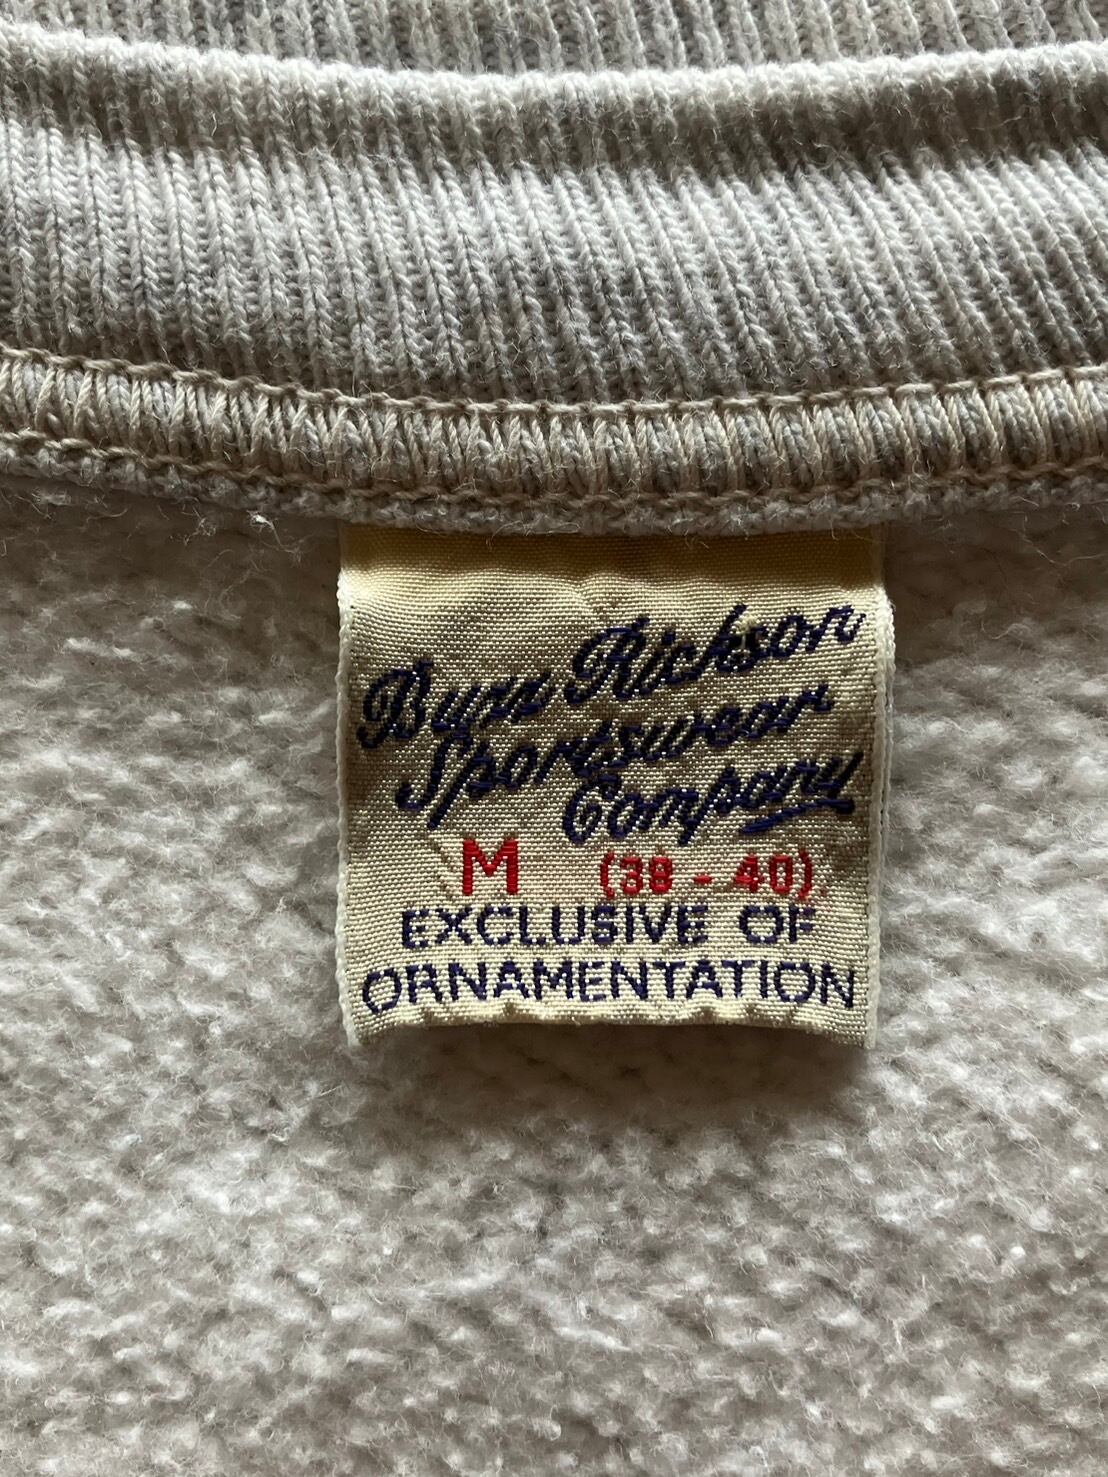 Buzz Rickson
Sportswear
Company
M (38 - 40)
EXCLUSIVE OF
ORNAMENTATION